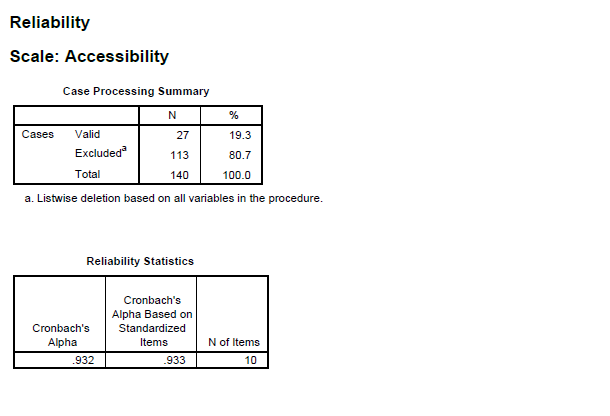 Reliability
Scale: Accessibility
Case Processing Summary
N %
Cases Valid 27 19.3
Excludeda 113 80.7
Total 140 100.0
a. Listwise deletion based on all variables in the procedure.
Reliability Statistics
Cronbach's Alpha Cronbach's Alpha Based on Standardized Items N of Items
.932 .933 10